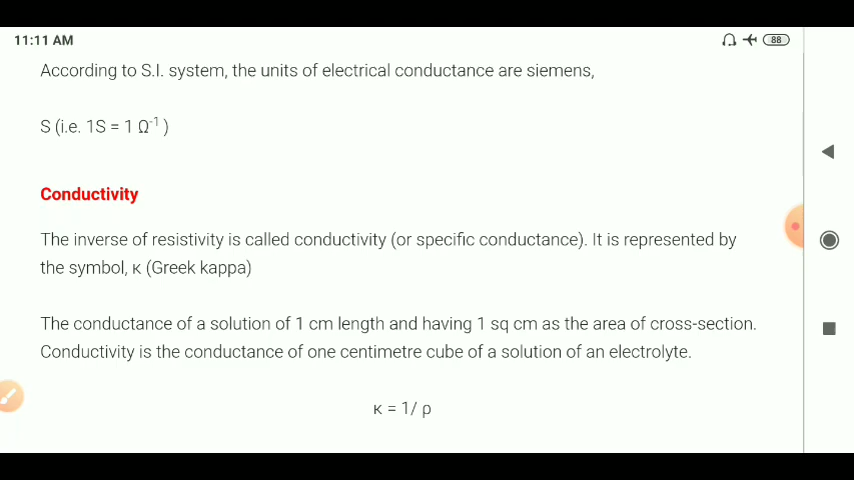 11:11 AM
88
According to S.I. system, the units of electrical conductance are siemens,
S (i.e. 1S = 1 Ω⁻¹ )
Conductivity
The inverse of resistivity is called conductivity (or specific conductance). It is represented by
the symbol, κ (Greek kappa)
The conductance of a solution of 1 cm length and having 1 sq cm as the area of cross-section.
Conductivity is the conductance of one centimetre cube of a solution of an electrolyte.
κ = 1/ ρ